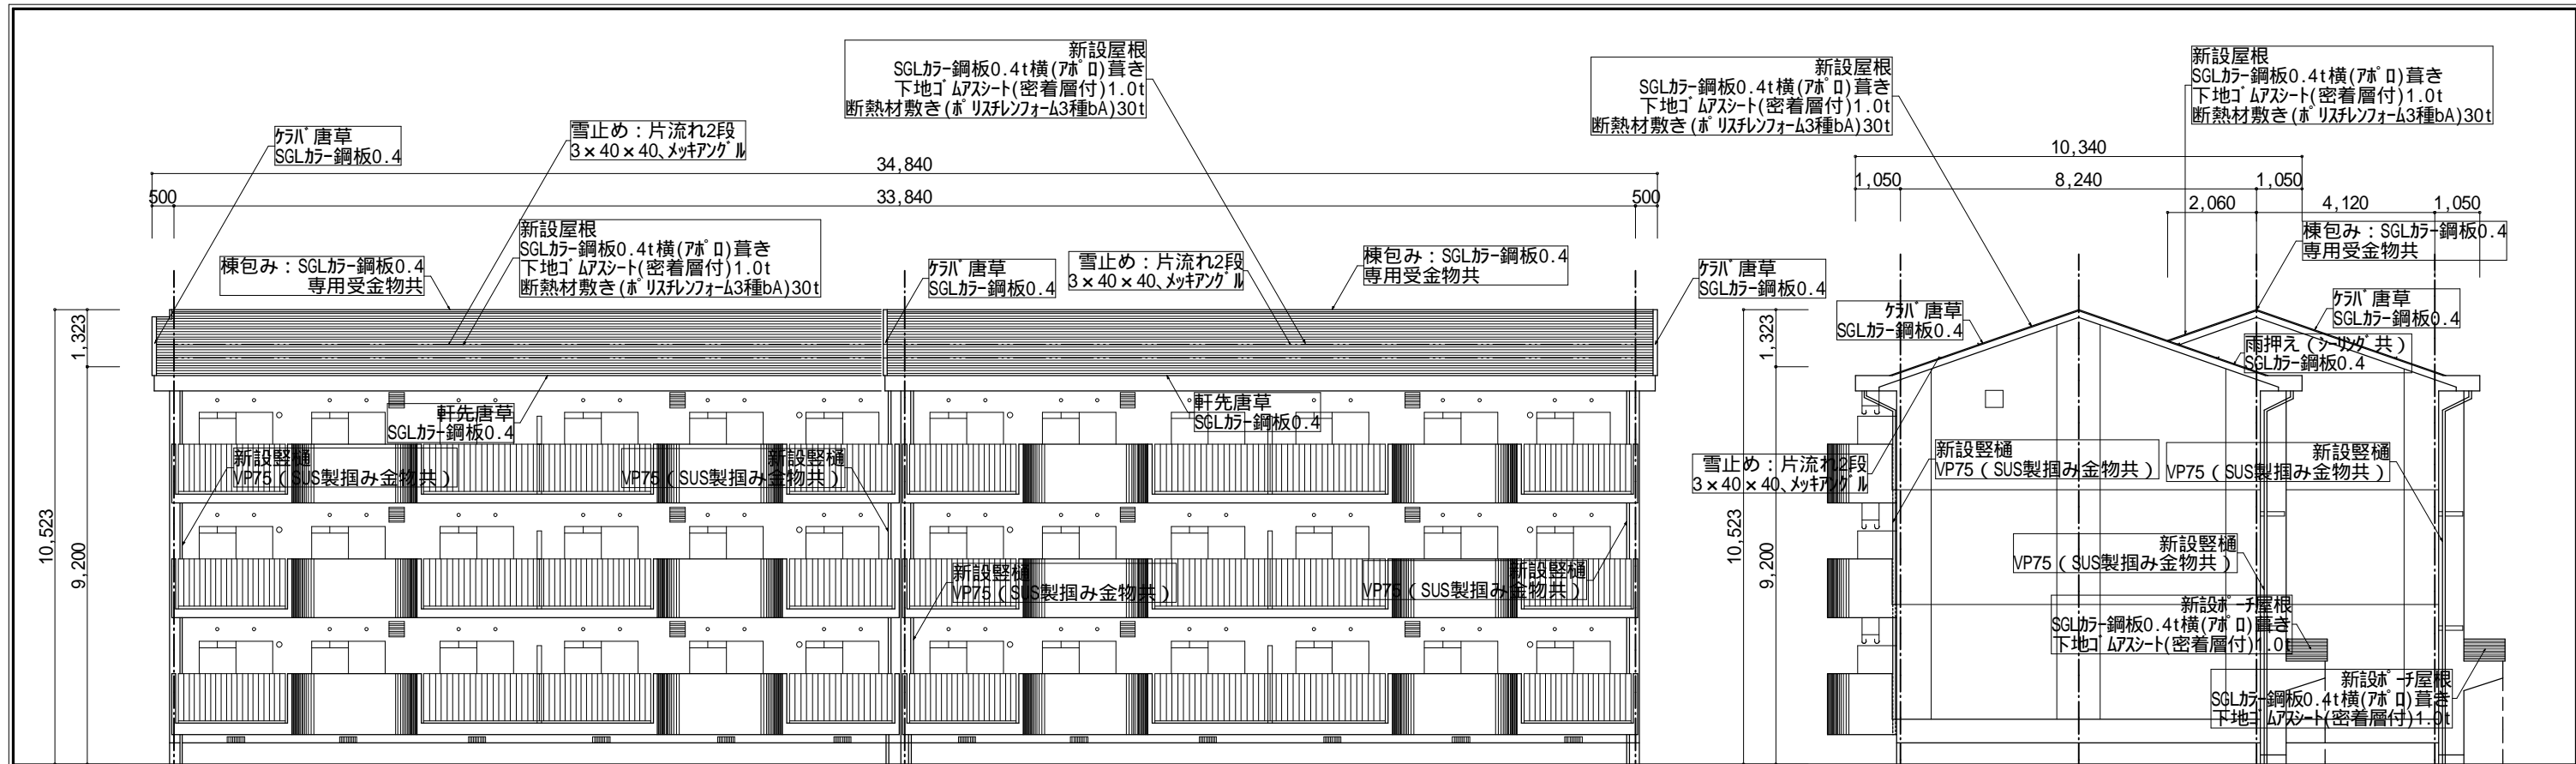 新設屋根
SGLカラー鋼板0.4t横(アポロ)葺き
下地ゴムアスシート(密着層付)1.0t
断熱材敷き(ポリスチレンフォーム3種bA)30t
ケラバ唐草
SGLカラー鋼板0.4
雪止め：片流れ2段
3×40×40、メッキアングル
34,840
500
33,840
500
新設屋根
SGLカラー鋼板0.4t横(アポロ)葺き
下地ゴムアスシート(密着層付)1.0t
断熱材敷き(ポリスチレンフォーム3種bA)30t
棟包み：SGLカラー鋼板0.4
専用受金物共
ケラバ唐草
SGLカラー鋼板0.4
雪止め：片流れ2段
3×40×40、メッキアングル
棟包み：SGLカラー鋼板0.4
専用受金物共
ケラバ唐草
SGLカラー鋼板0.4
1,323
10,523
9,200
軒先唐草
SGLカラー鋼板0.4
軒先唐草
SGLカラー鋼板0.4
新設竪樋
VP75（SUS製掴み金物共）
新設竪樋
VP75（SUS製掴み金物共）
新設竪樋
VP75（SUS製掴み金物共）
新設竪樋
VP75（SUS製掴み金物共）
新設屋根
SGLカラー鋼板0.4t横(アポロ)葺き
下地ゴムアスシート(密着層付)1.0t
断熱材敷き(ポリスチレンフォーム3種bA)30t
新設屋根
SGLカラー鋼板0.4t横(アポロ)葺き
下地ゴムアスシート(密着層付)1.0t
断熱材敷き(ポリスチレンフォーム3種bA)30t
10,340
1,050
8,240
1,050
2,060
4,120
1,050
棟包み：SGLカラー鋼板0.4
専用受金物共
ケラバ唐草
SGLカラー鋼板0.4
ケラバ唐草
SGLカラー鋼板0.4
雨押え（シーリング共）
SGLカラー鋼板0.4
1,323
10,523
9,200
雪止め：片流れ2段
3×40×40、メッキアングル
新設竪樋
VP75（SUS製掴み金物共）
新設竪樋
VP75（SUS製掴み金物共）
新設竪樋
VP75（SUS製掴み金物共）
新設ポーチ屋根
SGLカラー鋼板0.4t横(アポロ)葺き
下地ゴムアスシート(密着層付)1.0t
新設ポーチ屋根
SGLカラー鋼板0.4t横(アポロ)葺き
下地ゴムアスシート(密着層付)1.0t